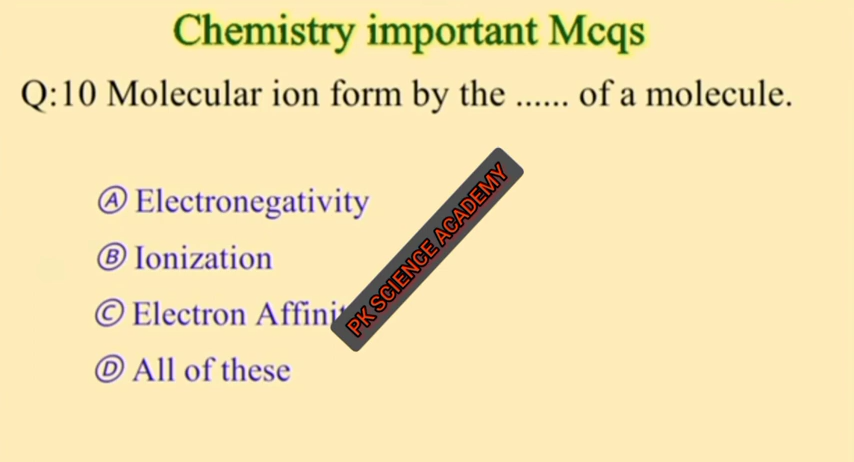 Chemistry important Mcqs
Q:10 Molecular ion form by the ...... of a molecule.
Ⓐ Electronegativity
Ⓑ Ionization
Ⓒ Electron
Ⓓ All of these
PK SCIENCE ACADEMY